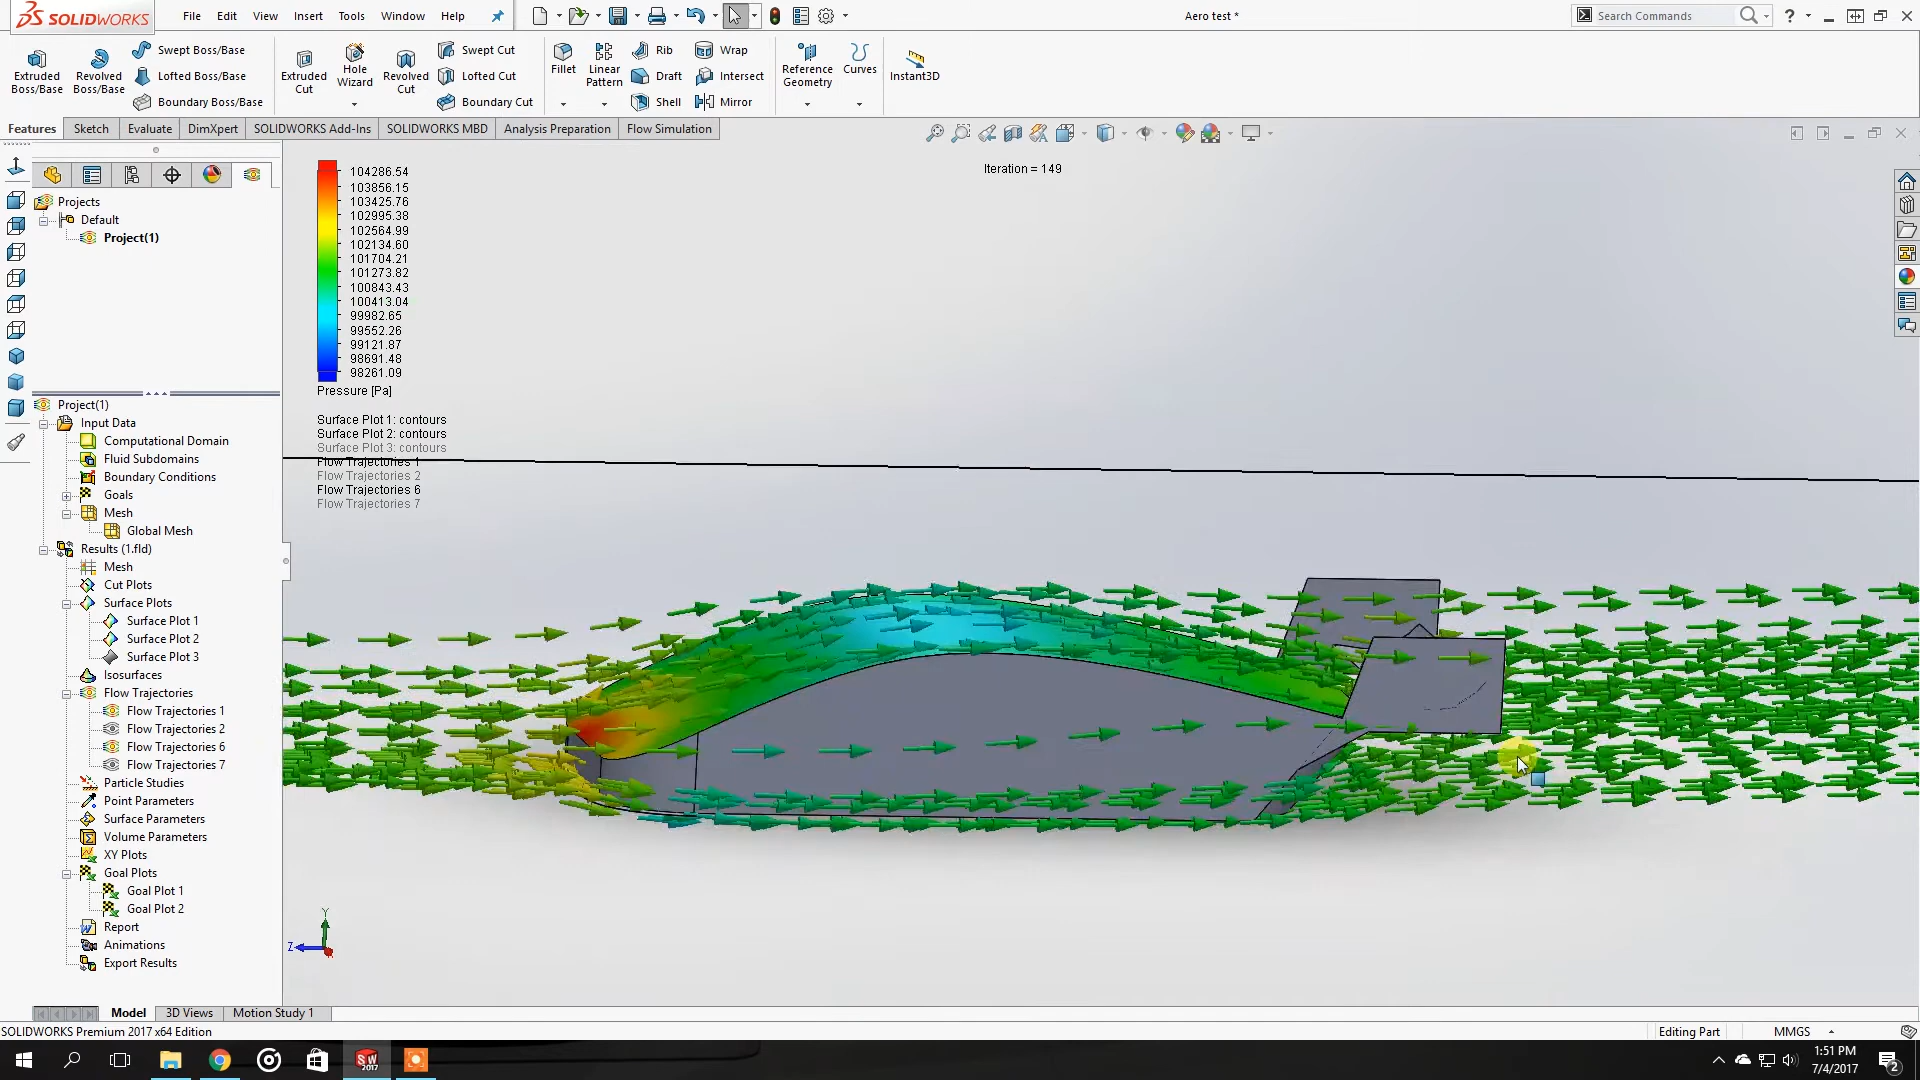 SOLIDWORKS File Edit View Insert Tools Window Help Aero test * Search Commands ?
Extruded Boss/Base Revolved Boss/Base Swept Boss/Base Lofted Boss/Base Boundary Boss/Base Extruded Cut Hole Wizard Revolved Cut Swept Cut Lofted Cut Boundary Cut Fillet Linear Pattern Rib Draft Shell Wrap Intersect Mirror Reference Geometry Curves Instant3D
Features Sketch Evaluate DimXpert SOLIDWORKS Add-Ins SOLIDWORKS MBD Analysis Preparation Flow Simulation
Projects
Default
Project(1)
Project(1)
Input Data
Computational Domain
Fluid Subdomains
Boundary Conditions
Goals
Mesh
Global Mesh
Results (1.fld)
Mesh
Cut Plots
Surface Plots
Surface Plot 1
Surface Plot 2
Surface Plot 3
Isosurfaces
Flow Trajectories
Flow Trajectories 1
Flow Trajectories 2
Flow Trajectories 6
Flow Trajectories 7
Particle Studies
Point Parameters
Surface Parameters
Volume Parameters
XY Plots
Goal Plots
Goal Plot 1
Goal Plot 2
Report
Animations
Export Results
Iteration = 149
104286.54
103856.15
103425.76
102995.38
102564.99
102134.60
101704.21
101273.82
100843.43
100413.04
99982.65
99552.26
99121.87
98691.48
98261.09
Pressure [Pa]
Surface Plot 1: contours
Surface Plot 2: contours
Surface Plot 3: contours
Flow Trajectories 1
Flow Trajectories 2
Flow Trajectories 6
Flow Trajectories 7
Y
Z
Model 3D Views Motion Study 1
SOLIDWORKS Premium 2017 x64 Edition Editing Part MMGS
SW 2017
1:51 PM
7/4/2017
2